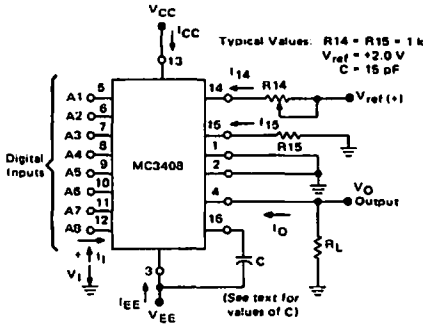 VCC
ICC
13
Typical Values: R14 = R15 = 1 k
Vref = +2.0 V
C = 15 pF
Digital
Inputs
A1 5
A2 6
A3 7
A4 8
A5 9
A6 10
A7 11
A8 12
+
VI
II
MC3408
14 I14 R14 Vref (+)
15 I15 R15
1
2
4
VO
Output
IO
16
C
RL
3
IEE
VEE
(See text for
values of C)